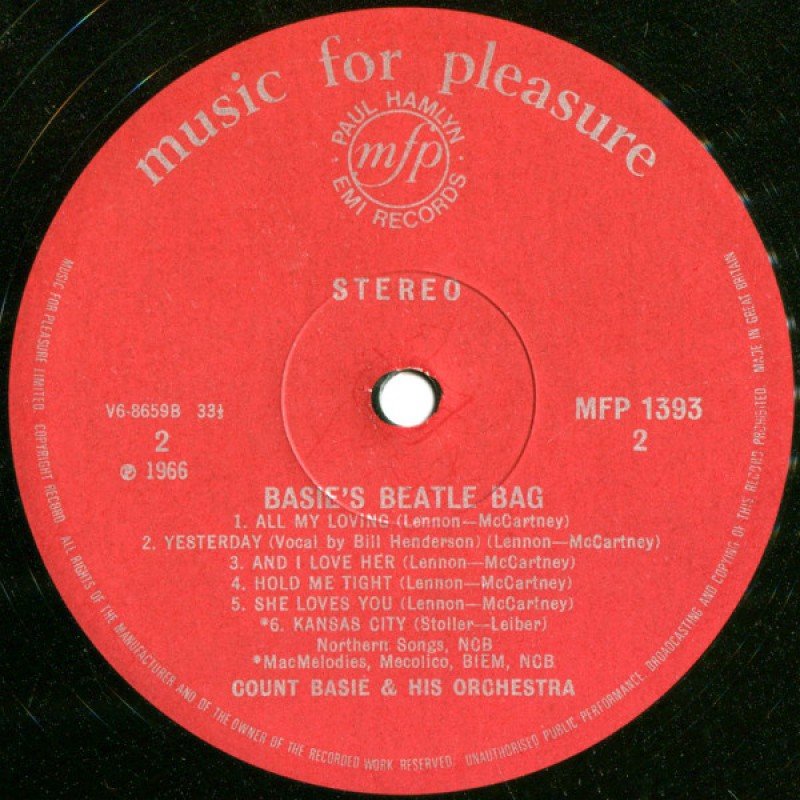 music for pleasure
PAUL HAMLYN
mfp
EMI RECORDS
STEREO
V6-8659B 33⅓
2
℗ 1966
MFP 1393
2
BASIE'S BEATLE BAG
1. ALL MY LOVING (Lennon—McCartney)
2. YESTERDAY (Vocal by Bill Henderson) (Lennon—McCartney)
3. AND I LOVE HER (Lennon—McCartney)
4. HOLD ME TIGHT (Lennon—McCartney)
5. SHE LOVES YOU (Lennon—McCartney)
*6. KANSAS CITY (Stoller—Leiber)
Northern Songs, NCB
*MacMelodies, Mecolico, BIEM, NCB
COUNT BASIE & HIS ORCHESTRA
MUSIC FOR PLEASURE LIMITED. COPYRIGHT RECORD. ALL RIGHTS OF THE MANUFACTURER AND OF THE OWNER OF THE RECORDED WORK RESERVED. UNAUTHORISED PUBLIC PERFORMANCE, BROADCASTING AND COPYING OF THIS RECORD PROHIBITED. MADE IN GREAT BRITAIN